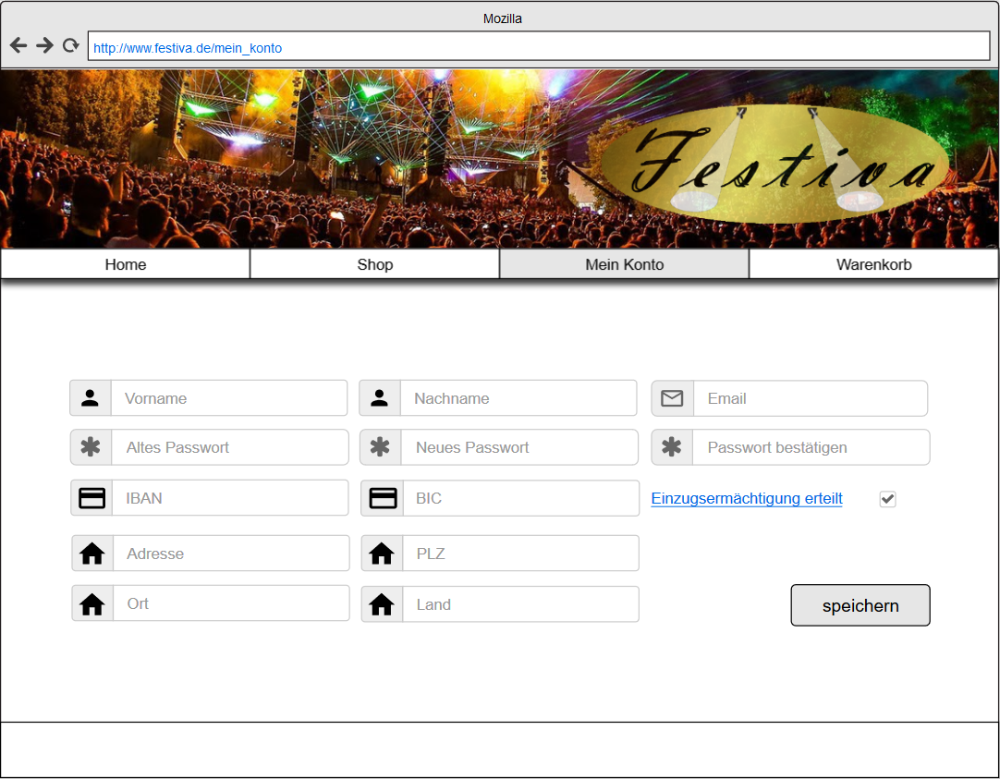 Mozilla
http://www.festiva.de/mein_konto
Festiva
Home Shop Mein Konto Warenkorb
Vorname Nachname Email
Altes Passwort Neues Passwort Passwort bestätigen
IBAN BIC Einzugsermächtigung erteilt
Adresse PLZ
Ort Land speichern